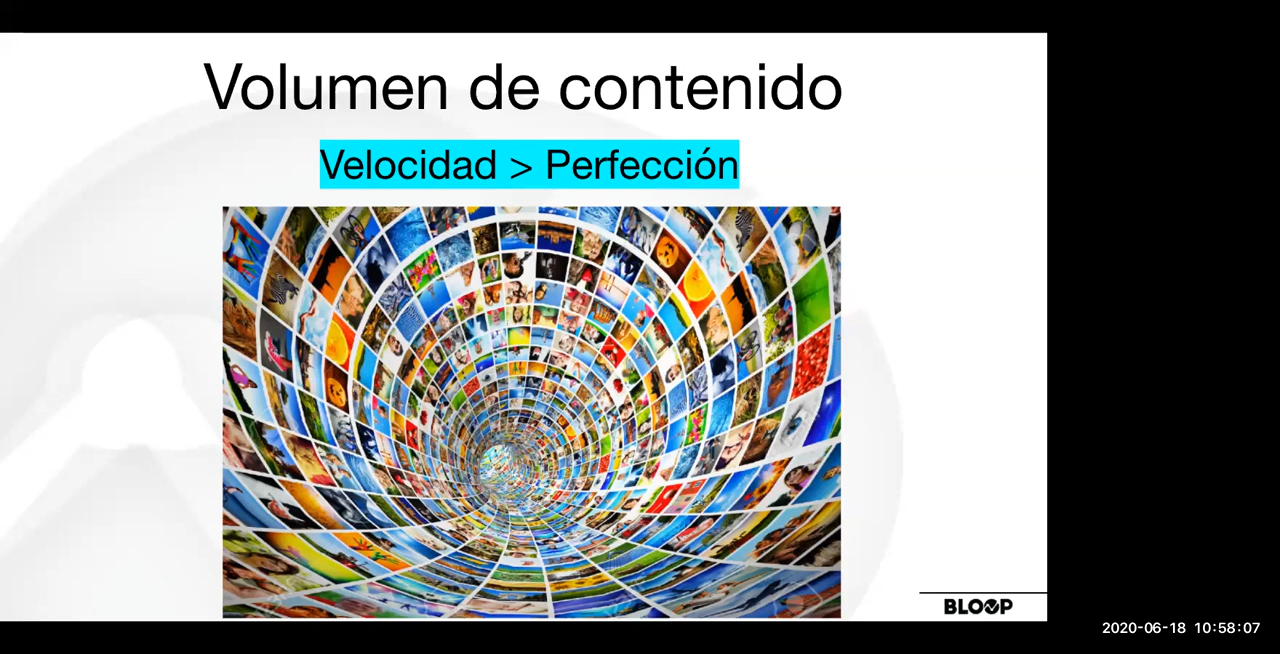 Volumen de contenido
Velocidad > Perfección
BLOOP
2020-06-18 10:58:07